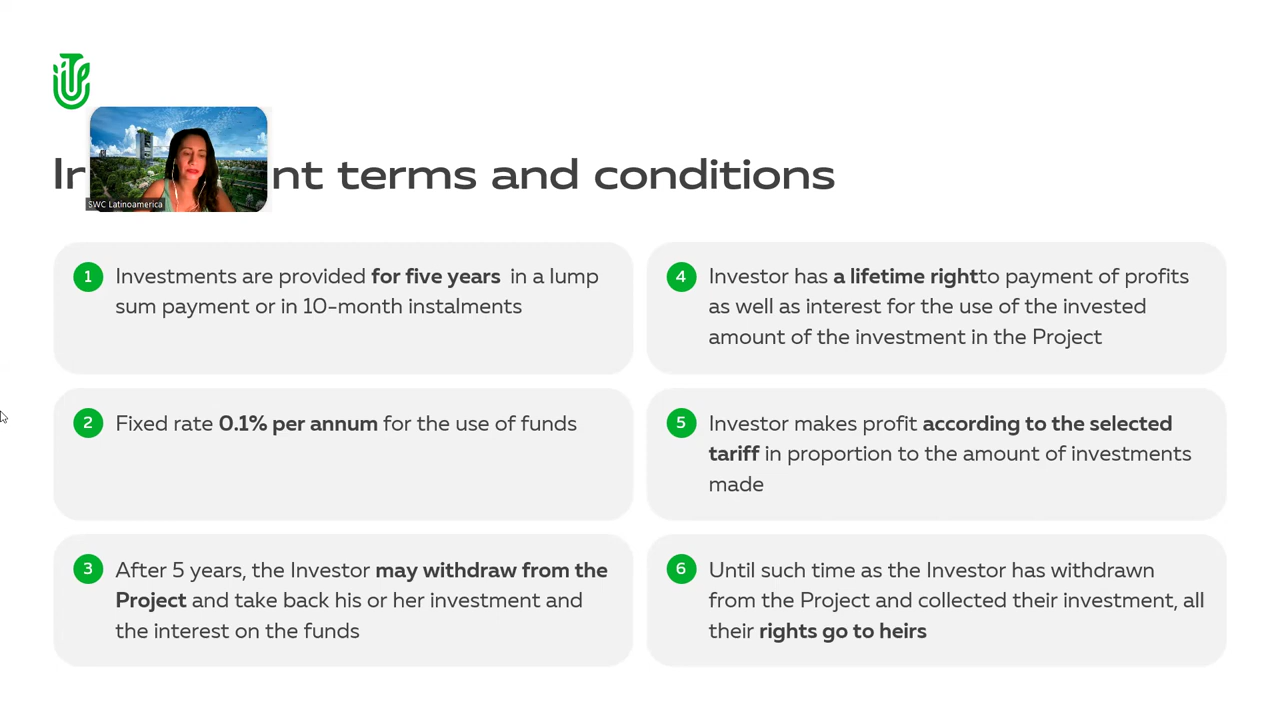 In nt terms and conditions
SWC Latinoamerica
1
Investments are provided for five years in a lump
sum payment or in 10-month instalments
2
Fixed rate 0.1% per annum for the use of funds
3
After 5 years, the Investor may withdraw from the
Project and take back his or her investment and
the interest on the funds
4
Investor has a lifetime rightto payment of profits
as well as interest for the use of the invested
amount of the investment in the Project
5
Investor makes profit according to the selected
tariff in proportion to the amount of investments
made
6
Until such time as the Investor has withdrawn
from the Project and collected their investment, all
their rights go to heirs